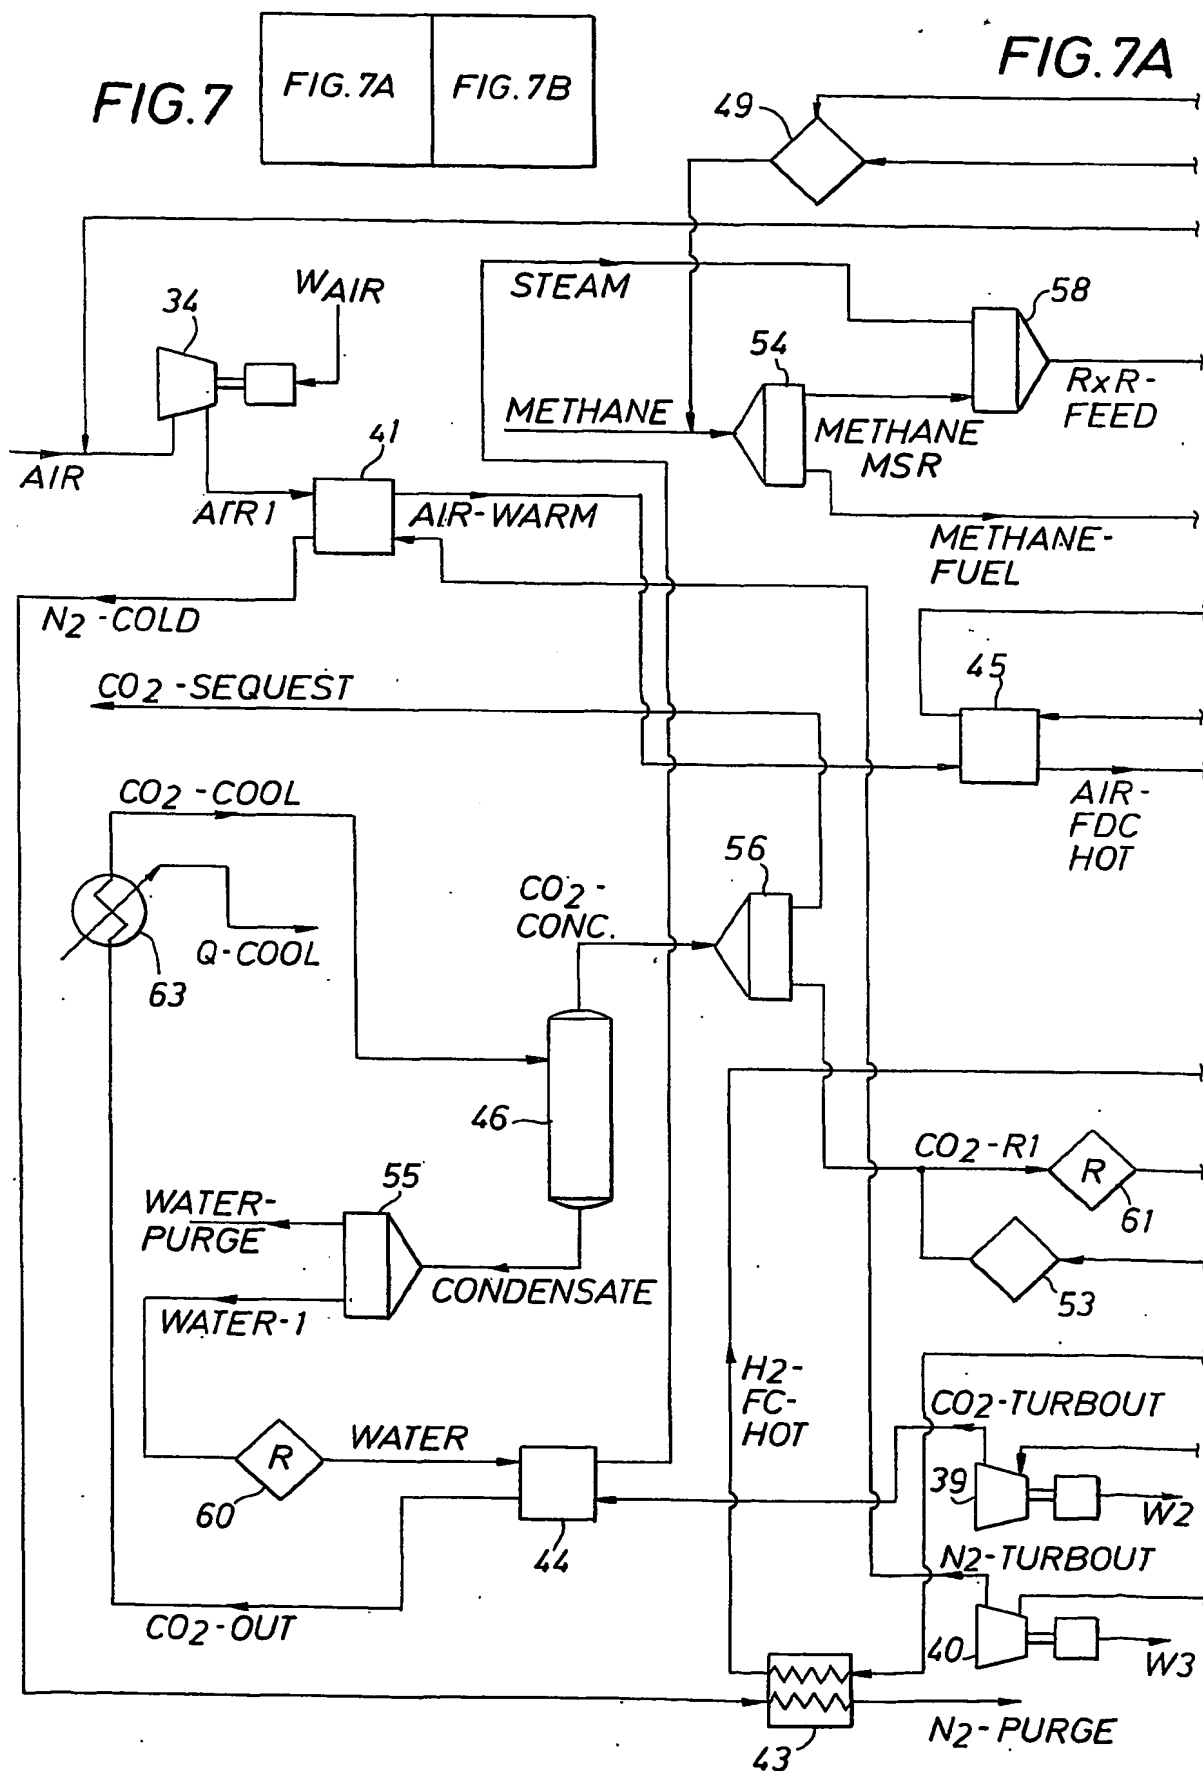 FIG.7
FIG.7A
FIG.7B
FIG.7A
49
STEAM
58
34
WAIR
54
RxR-
FEED
METHANE
METHANE
MSR
AIR
41
AIR1
AIR-WARM
METHANE-
FUEL
N2-COLD
CO2-SEQUEST
45
CO2-COOL
AIR-
FDC
HOT
56
CO2-
CONC.
Q-COOL
63
46
CO2-R1
R
61
55
WATER-
PURGE
CONDENSATE
53
WATER-1
H2-
FC-
HOT
CO2-TURBOUT
WATER
R
39
W2
60
44
N2-TURBOUT
CO2-OUT
40
W3
N2-PURGE
43